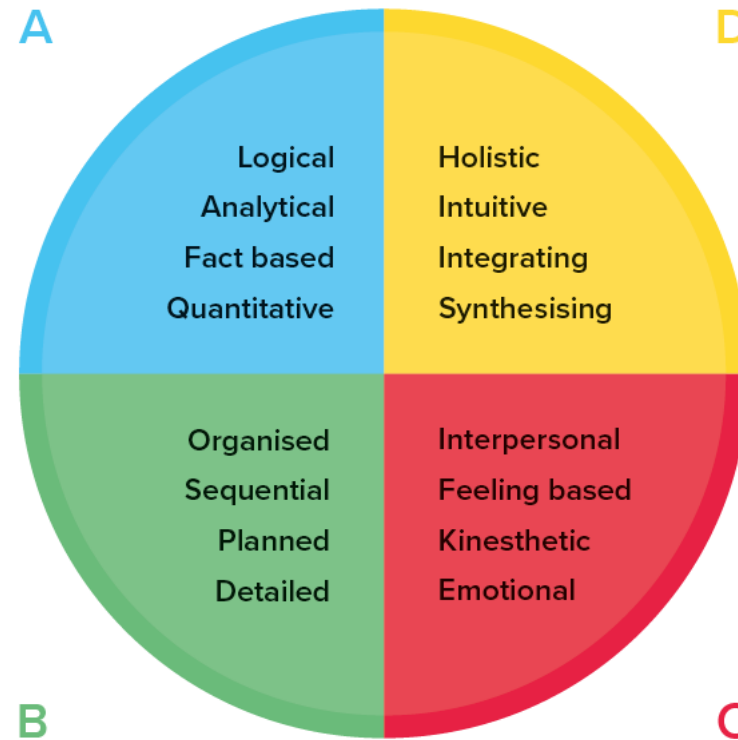 A
D
Logical
Analytical
Fact based
Quantitative
Holistic
Intuitive
Integrating
Synthesising
Organised
Sequential
Planned
Detailed
Interpersonal
Feeling based
Kinesthetic
Emotional
B
C